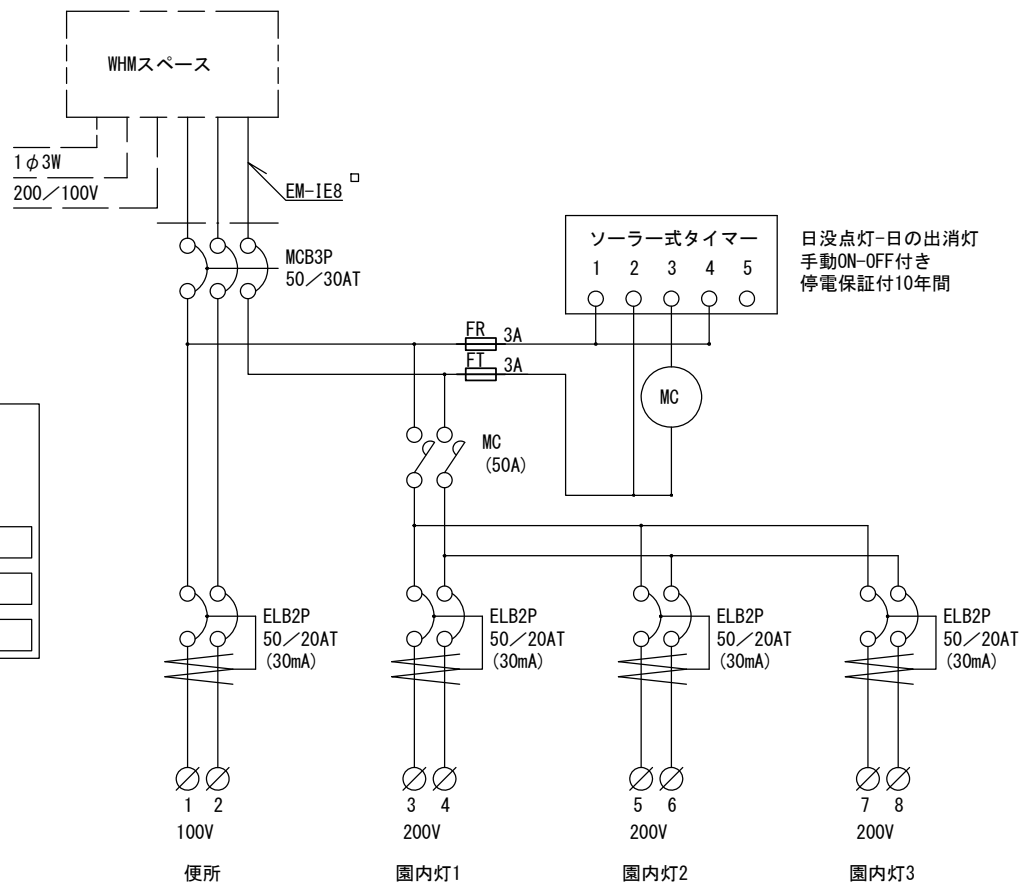 WHMスペース
1φ3W
200／100V
EM-IE8□
MCB3P
50／30AT
ソーラー式タイマー
1 2 3 4 5
日没点灯-日の出消灯
手動ON-OFF付き
停電保証付10年間
FR 3A
FT 3A
MC
MC
(50A)
ELB2P
50／20AT
(30mA)
ELB2P
50／20AT
(30mA)
ELB2P
50／20AT
(30mA)
ELB2P
50／20AT
(30mA)
1 2
3 4
5 6
7 8
100V
200V
200V
200V
便所
園内灯1
園内灯2
園内灯3